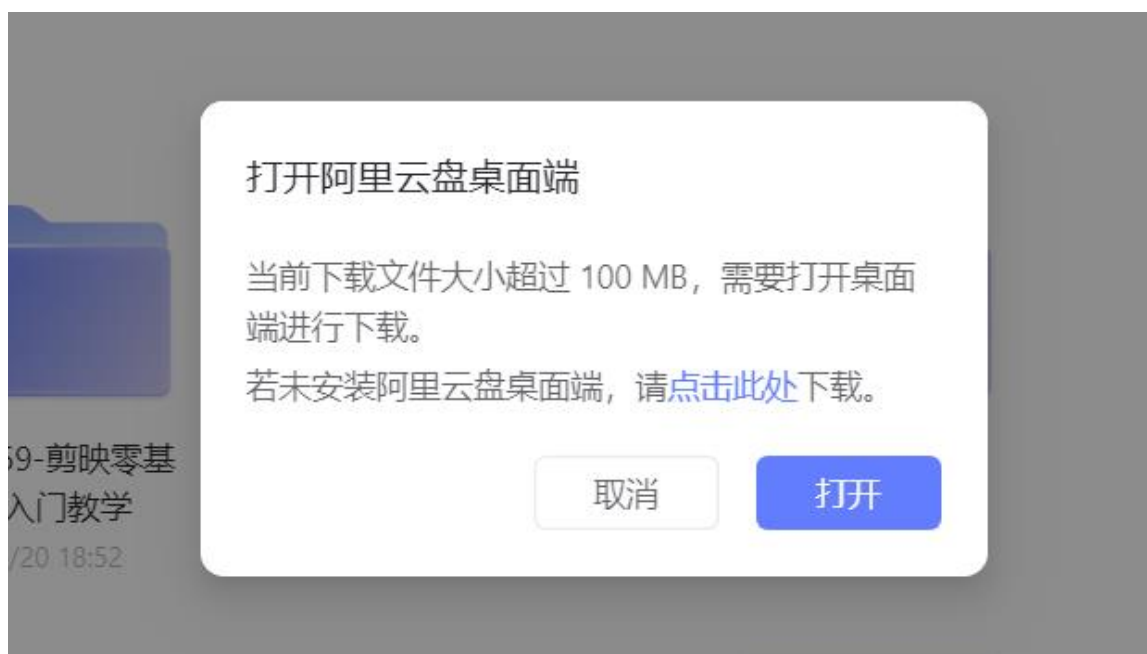 打开阿里云盘桌面端
当前下载文件大小超过 100 MB，需要打开桌面
端进行下载。
若未安装阿里云盘桌面端，请点击此处下载。
取消
打开
59-剪映零基
入门教学
/20 18:52